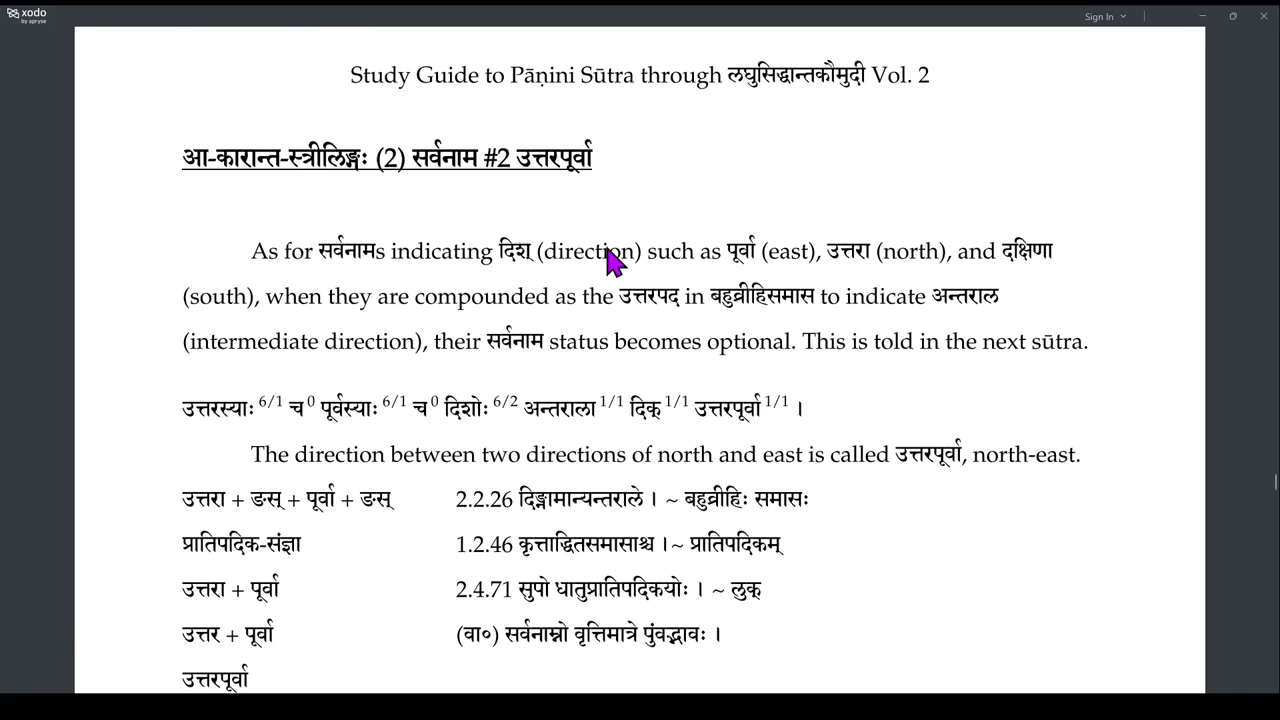 xodo
by apryse
Sign In
Study Guide to Pāṇini Sūtra through लघुसिद्धान्तकौमुदी Vol. 2
आ-कारान्त-स्त्रीलिङ्गः (2) सर्वनाम #2 उत्तरपूर्वा
As for सर्वनामs indicating दिश् (direction) such as पूर्वा (east), उत्तरा (north), and दक्षिणा
(south), when they are compounded as the उत्तरपद in बहुव्रीहिसमास to indicate अन्तराल
(intermediate direction), their सर्वनाम status becomes optional. This is told in the next sūtra.
उत्तरस्याः 6/1 च 0 पूर्वस्याः 6/1 च 0 दिशोः 6/2 अन्तराला 1/1 दिक् 1/1 उत्तरपूर्वा 1/1 ।
The direction between two directions of north and east is called उत्तरपूर्वा, north-east.
उत्तरा + ङस् + पूर्वा + ङस् 2.2.26 दिङ्नामान्यन्तराले । ~ बहुव्रीहिः समासः
प्रातिपदिक-संज्ञा 1.2.46 कृत्तद्धितसमासाश्च । ~ प्रातिपदिकम्
उत्तरा + पूर्वा 2.4.71 सुपो धातुप्रातिपदिकयोः । ~ लुक्
उत्तर + पूर्वा (वा०) सर्वनाम्नो वृत्तिमात्रे पुंवद्भावः ।
उत्तरपूर्वा